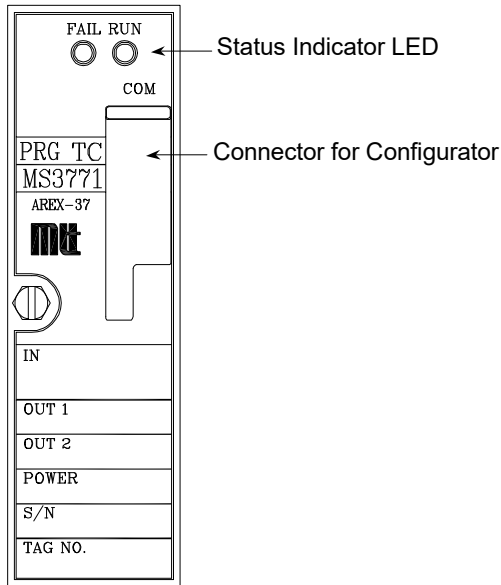 FAIL RUN
Status Indicator LED
COM
Connector for Configurator
PRG TC
MS3771
AREX-37
Mtt
IN
OUT 1
OUT 2
POWER
S/N
TAG NO.